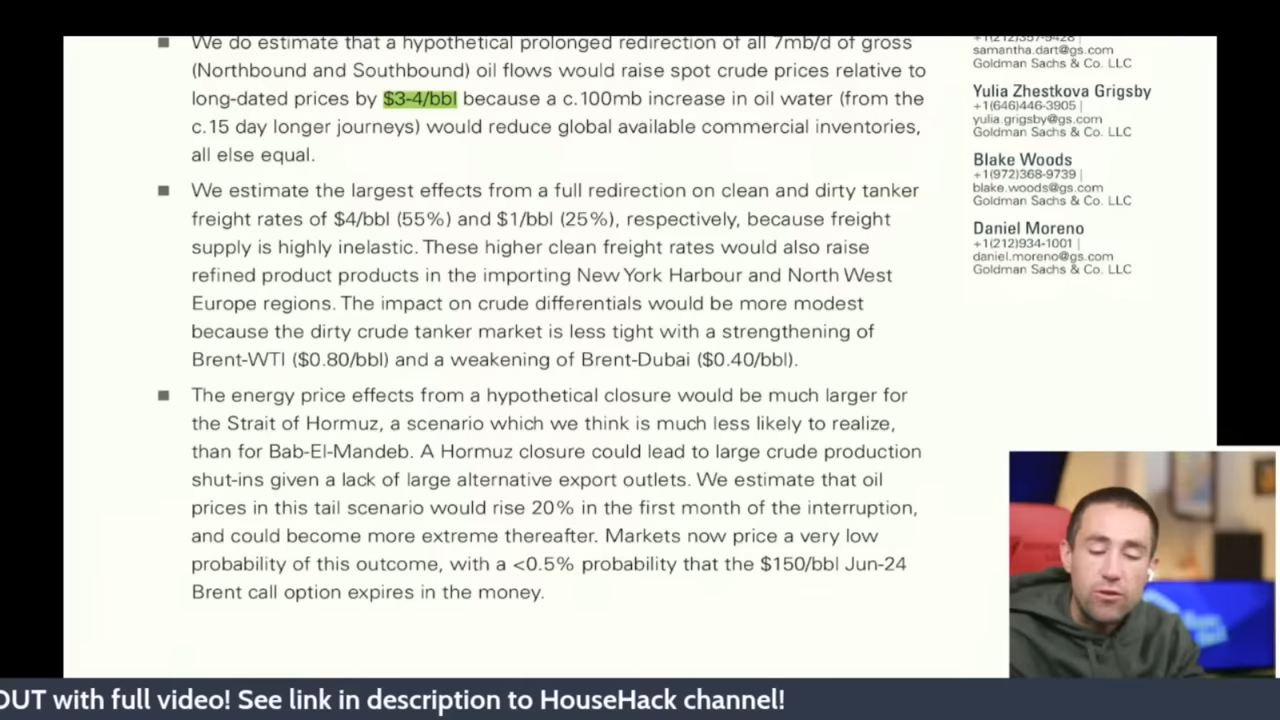 We do estimate that a hypothetical prolonged redirection of all 7mb/d of gross
(Northbound and Southbound) oil flows would raise spot crude prices relative to
long-dated prices by $3-4/bbl because a c.100mb increase in oil water (from the
c.15 day longer journeys) would reduce global available commercial inventories,
all else equal.
We estimate the largest effects from a full redirection on clean and dirty tanker
freight rates of $4/bbl (55%) and $1/bbl (25%), respectively, because freight
supply is highly inelastic. These higher clean freight rates would also raise
refined product products in the importing New York Harbour and North West
Europe regions. The impact on crude differentials would be more modest
because the dirty crude tanker market is less tight with a strengthening of
Brent-WTI ($0.80/bbl) and a weakening of Brent-Dubai ($0.40/bbl).
The energy price effects from a hypothetical closure would be much larger for
the Strait of Hormuz, a scenario which we think is much less likely to realize,
than for Bab-El-Mandeb. A Hormuz closure could lead to large crude production
shut-ins given a lack of large alternative export outlets. We estimate that oil
prices in this tail scenario would rise 20% in the first month of the interruption,
and could become more extreme thereafter. Markets now price a very low
probability of this outcome, with a <0.5% probability that the $150/bbl Jun-24
Brent call option expires in the money.
+1(212)357-9428 |
samantha.dart@gs.com
Goldman Sachs & Co. LLC
Yulia Zhestkova Grigsby
+1(646)446-3905 |
yulia.grigsby@gs.com
Goldman Sachs & Co. LLC
Blake Woods
+1(972)368-9739 |
blake.woods@gs.com
Goldman Sachs & Co. LLC
Daniel Moreno
+1(212)934-1001 |
daniel.moreno@gs.com
Goldman Sachs & Co. LLC
OUT with full video! See link in description to HouseHack channel!